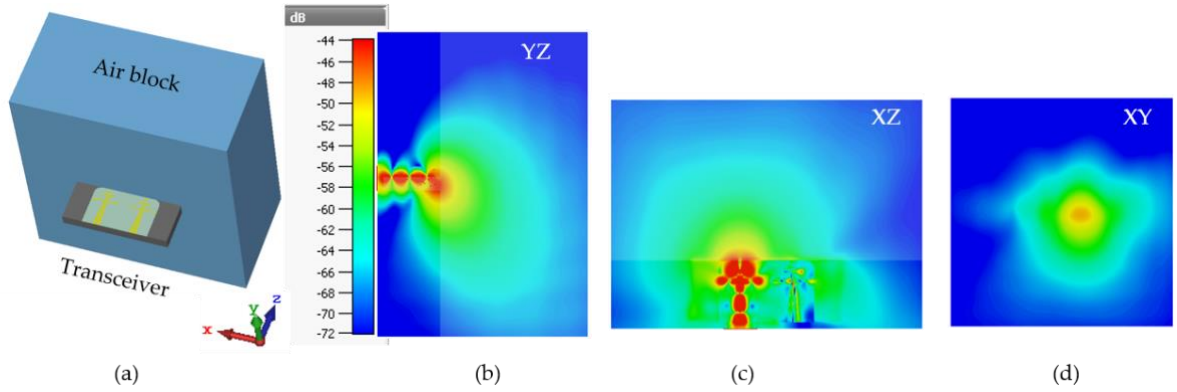 Air block
Transceiver
x
y
z
(a)
dB
-44
-46
-48
-50
-52
-54
-56
-58
-60
-62
-64
-66
-68
-70
-72
YZ
(b)
XZ
(c)
XY
(d)